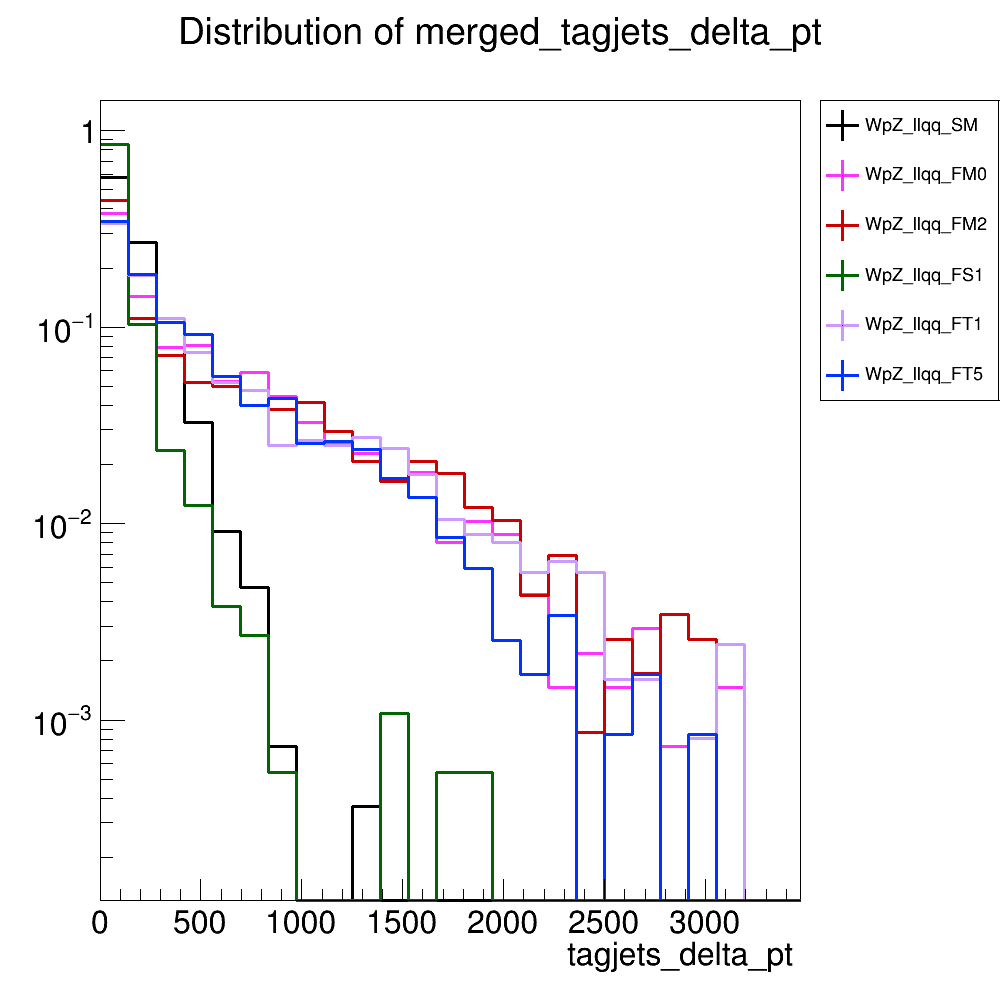 Distribution of merged_tagjets_delta_pt
1
10−1
10−2
10−3
0 500 1000 1500 2000 2500 3000
tagjets_delta_pt
WpZ_llqq_SM
WpZ_llqq_FM0
WpZ_llqq_FM2
WpZ_llqq_FS1
WpZ_llqq_FT1
WpZ_llqq_FT5